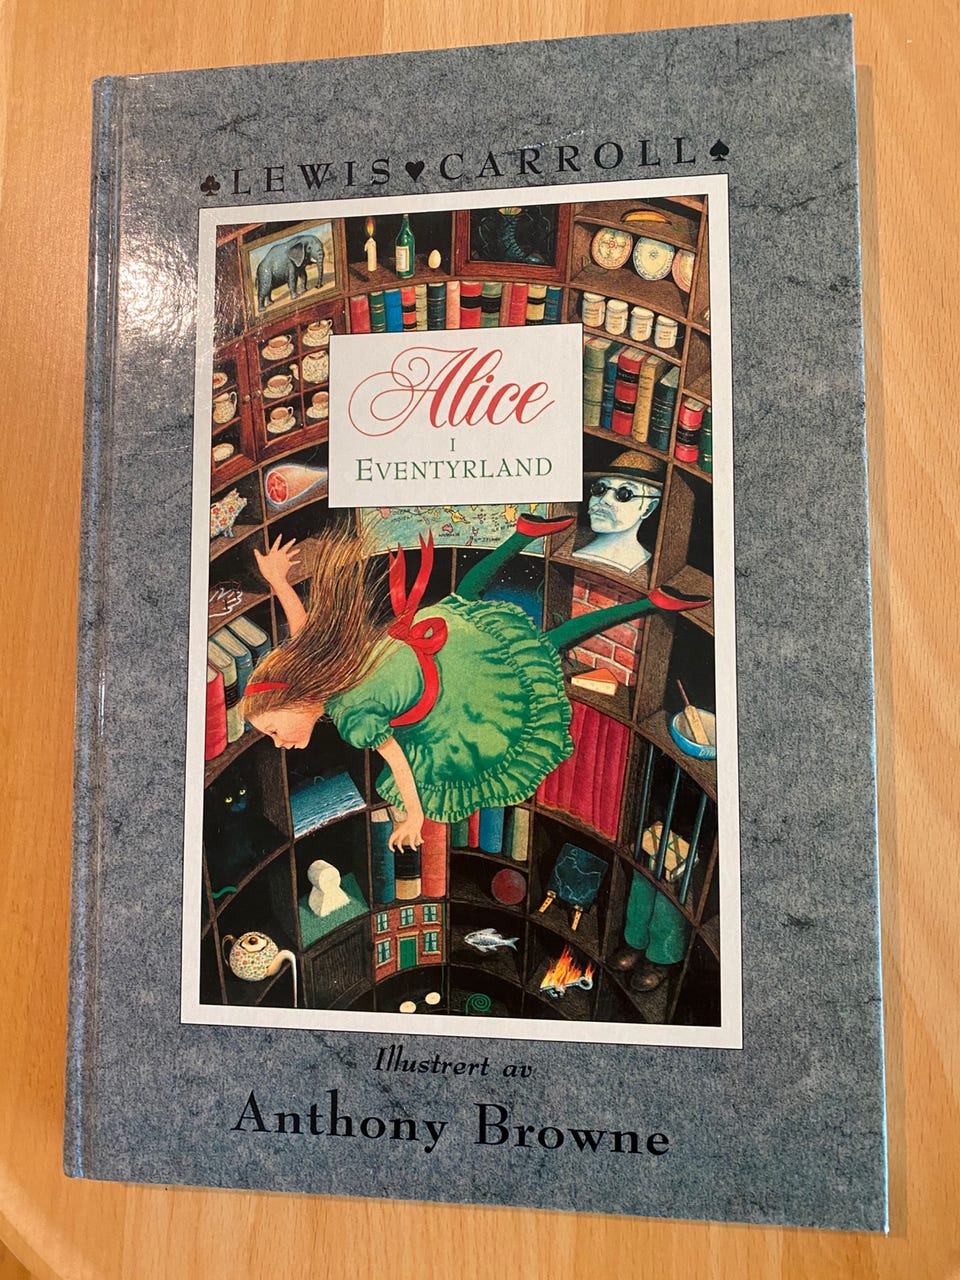 ♣LEWIS♥CARROLL♠
Alice
I
EVENTYRLAND
Illustrert av
Anthony Browne